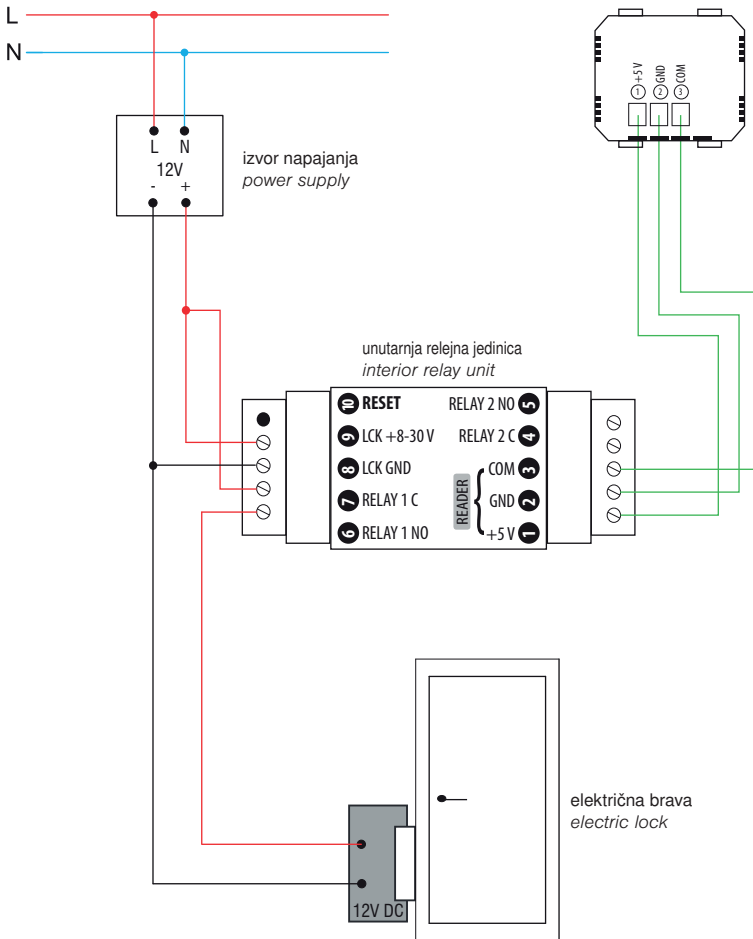 L
N
+5 V
GND
COM
1
2
3
L N
12V
- +
izvor napajanja
power supply
unutarnja relejna jedinica
interior relay unit
10 RESET
9 LCK +8-30 V
8 LCK GND
7 RELAY 1 C
6 RELAY 1 NO
RELAY 2 NO 5
RELAY 2 C 4
COM 3
GND 2
+5 V 1
READER
12V DC
električna brava
electric lock